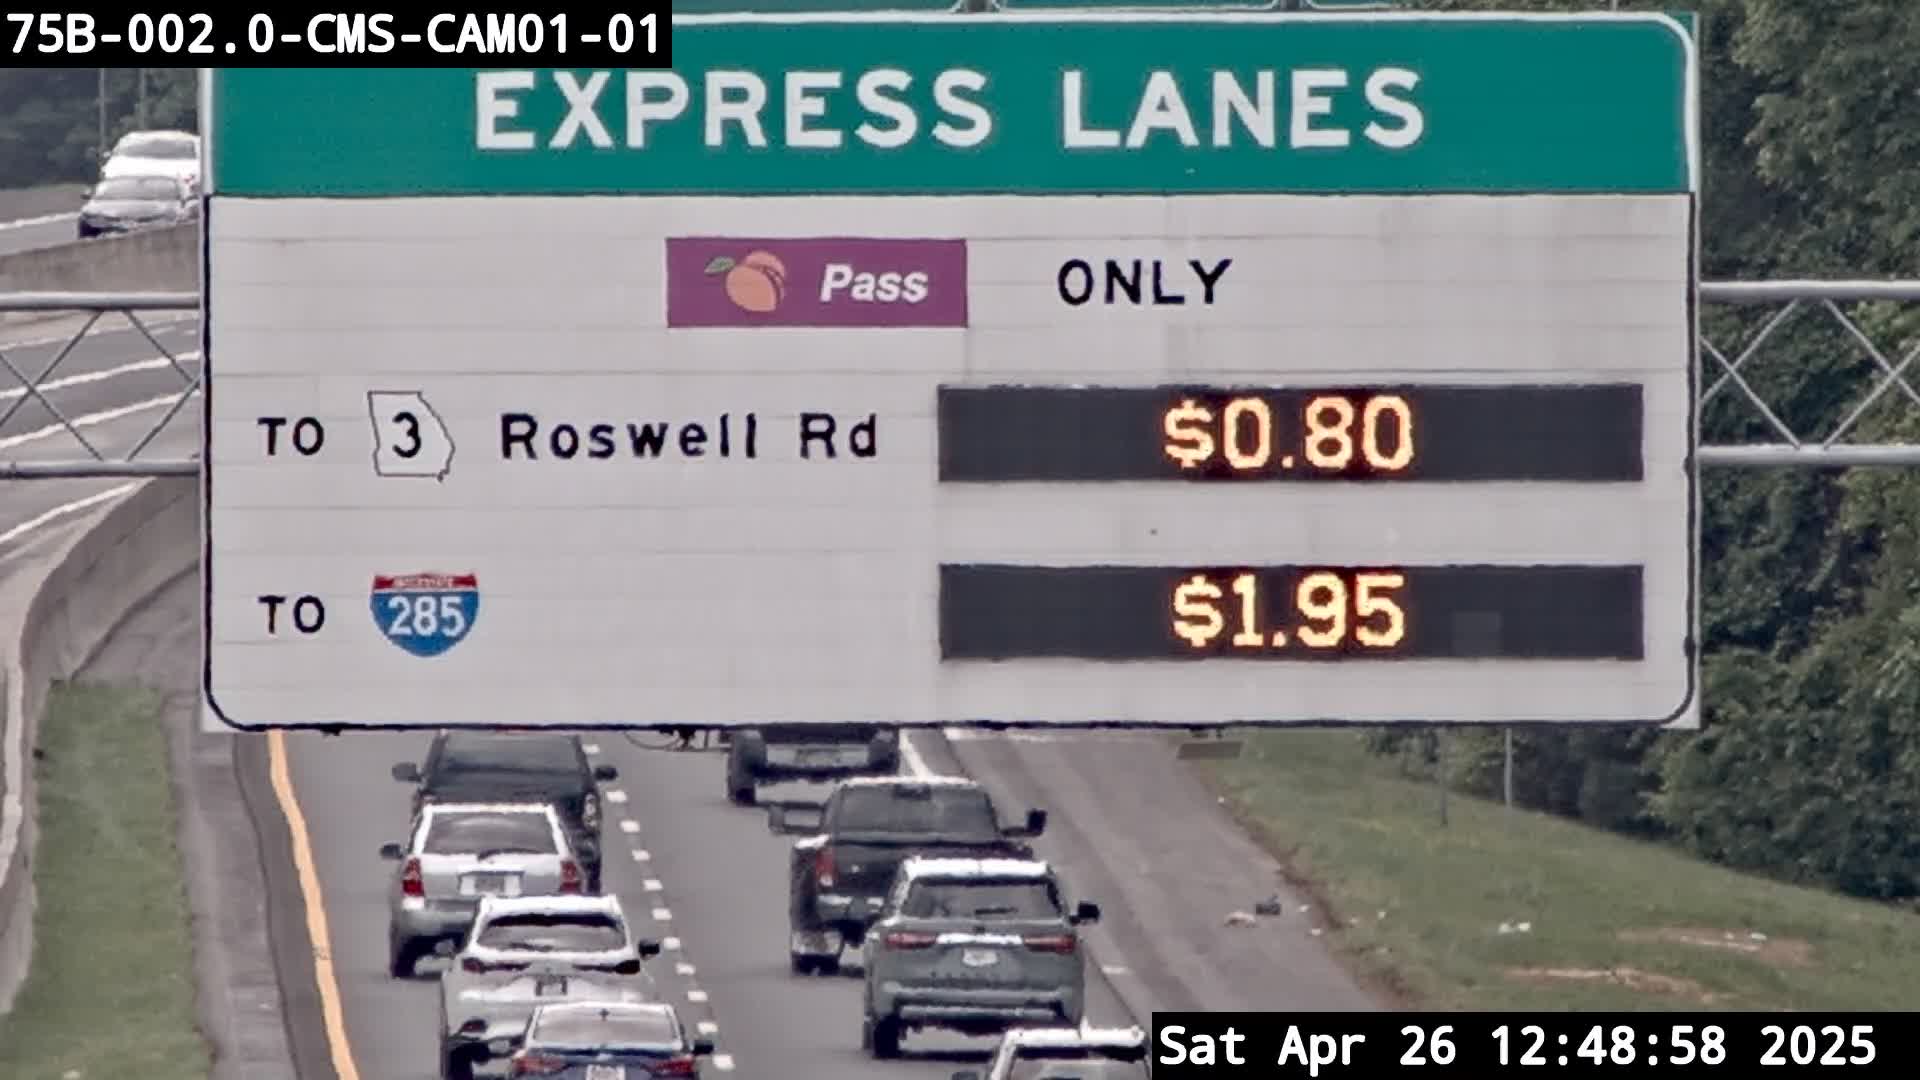 75B-002.0-CMS-CAM01-01
EXPRESS LANES
Pass ONLY
TO 3 Roswell Rd $0.80
TO INTERSTATE 285 $1.95
Sat Apr 26 12:48:58 2025